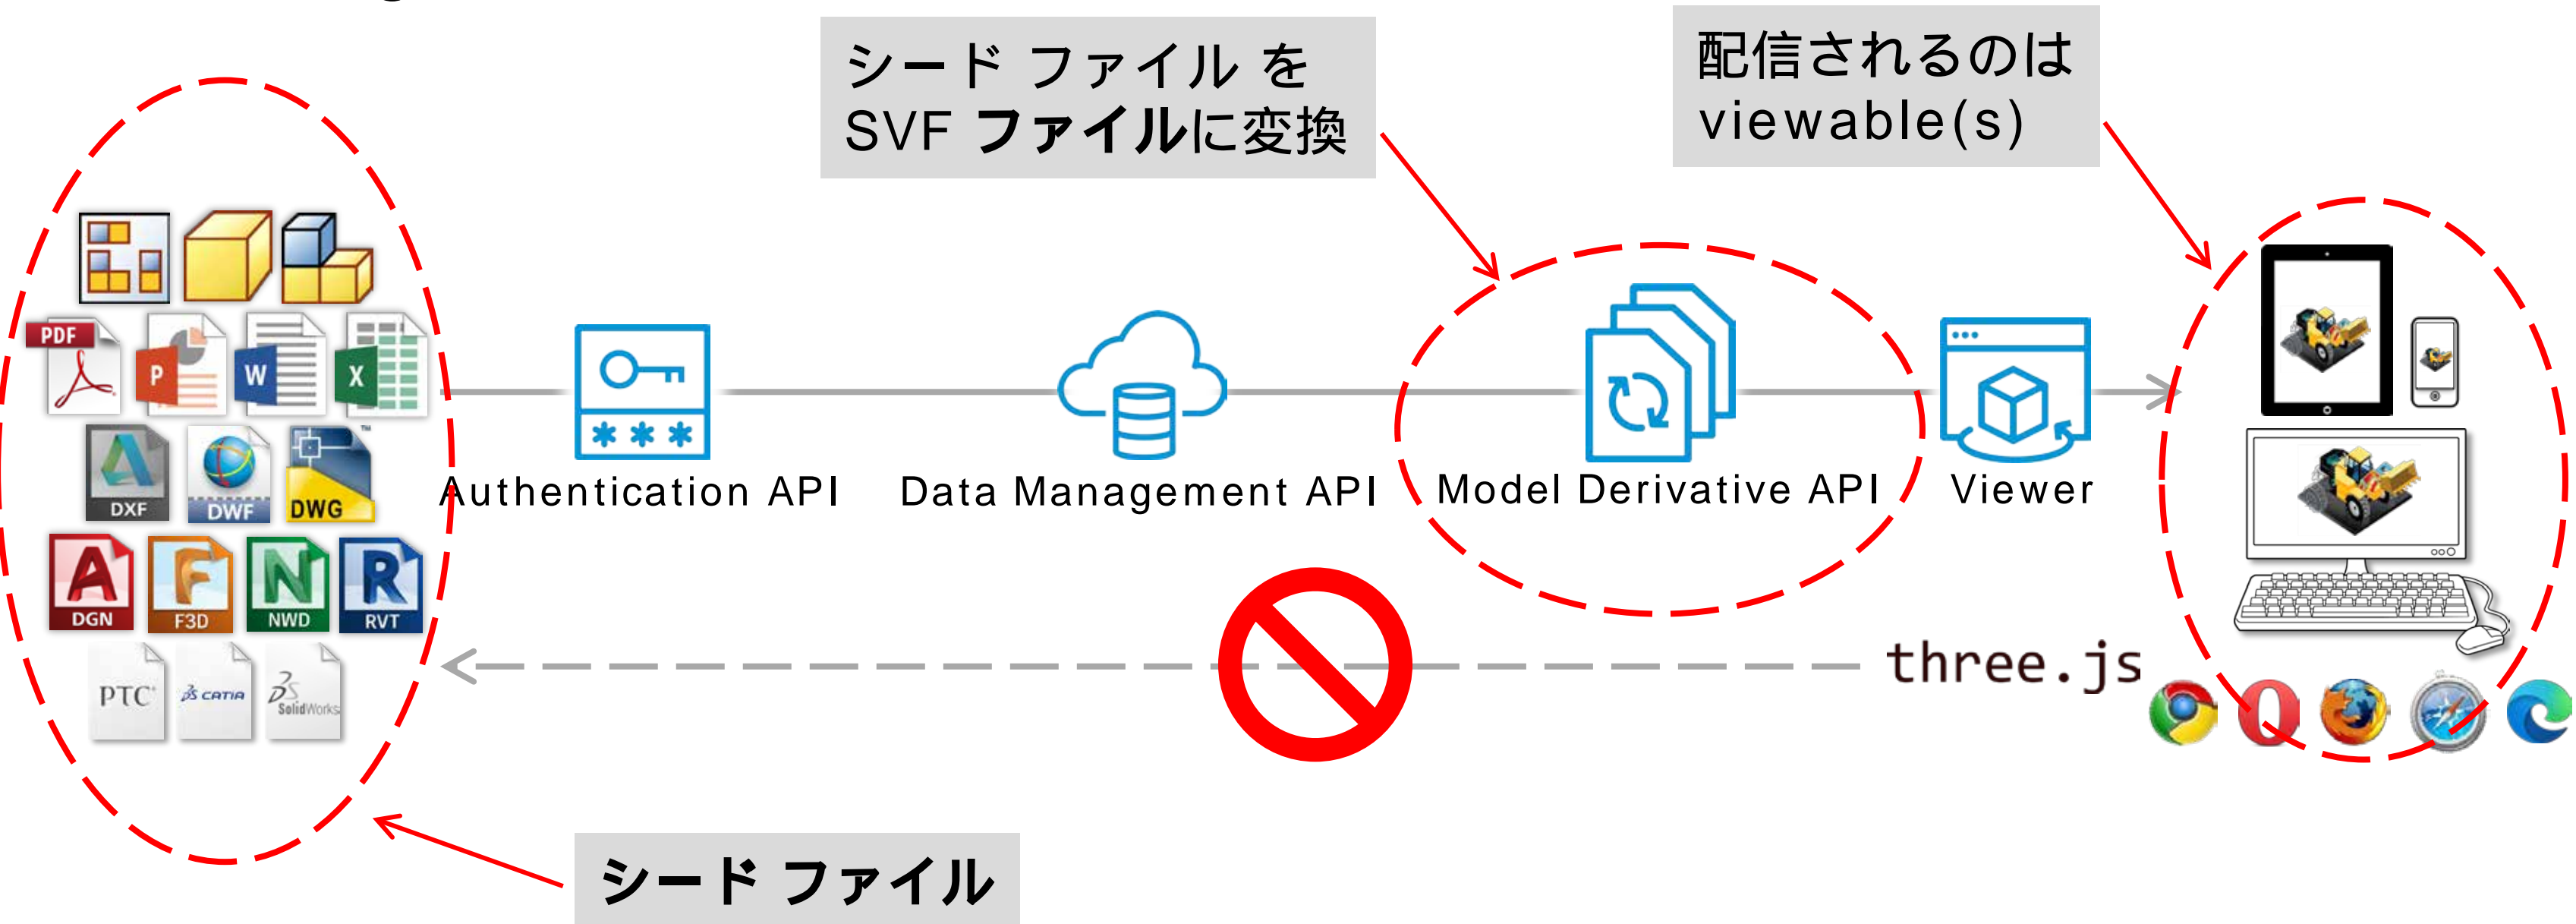 シード ファイル を
SVF ファイルに変換
配信されるのは
viewable(s)
PDF
P
W
X
DXF
DWF
DWG
TM
DGN
F3D
NWD
RVT
PTC
CATIA
SolidWorks
***
Authentication API
Data Management API
Model Derivative API
Viewer
three.js
シード ファイル